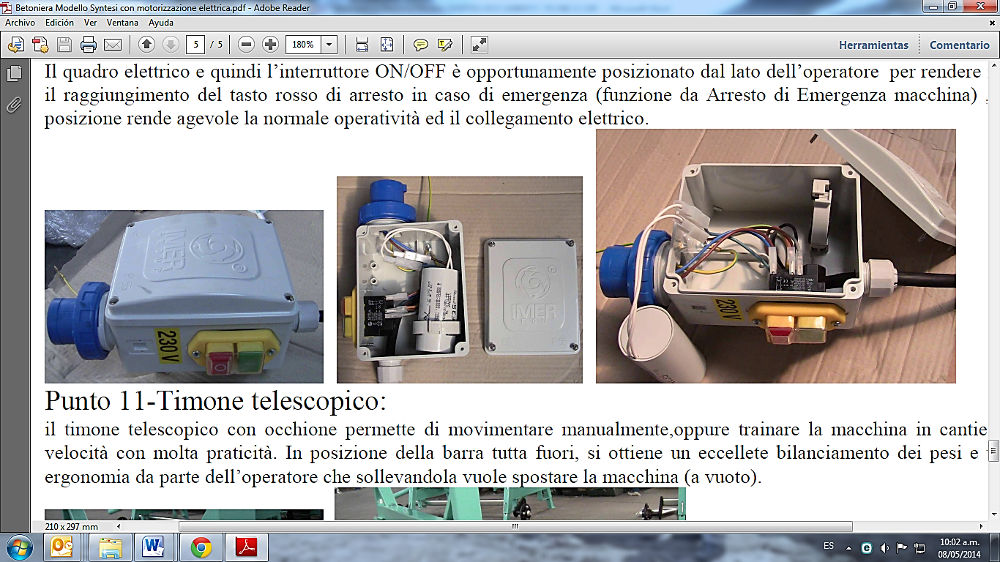 Betoniera Modello Syntesi con motorizzazione elettrica.pdf - Adobe Reader
Archivo Edición Ver Ventana Ayuda
5 / 5 180% Herramientas Comentario
Il quadro elettrico e quindi l’interruttore ON/OFF è opportunamente posizionato dal lato dell’operatore per rendere
il raggiungimento del tasto rosso di arresto in caso di emergenza (funzione da Arresto di Emergenza macchina) ,
posizione rende agevole la normale operatività ed il collegamento elettrico.
IMER
230V
IMER
GROUP
230V
Punto 11-Timone telescopico:
il timone telescopico con occhione permette di movimentare manualmente,oppure trainare la macchina in cantie
velocità con molta praticità. In posizione della barra tutta fuori, si ottiene un eccellete bilanciamento dei pesi e
ergonomia da parte dell’operatore che sollevandola vuole spostare la macchina (a vuoto).
210 x 297 mm
ES
10:02 a.m.
08/05/2014